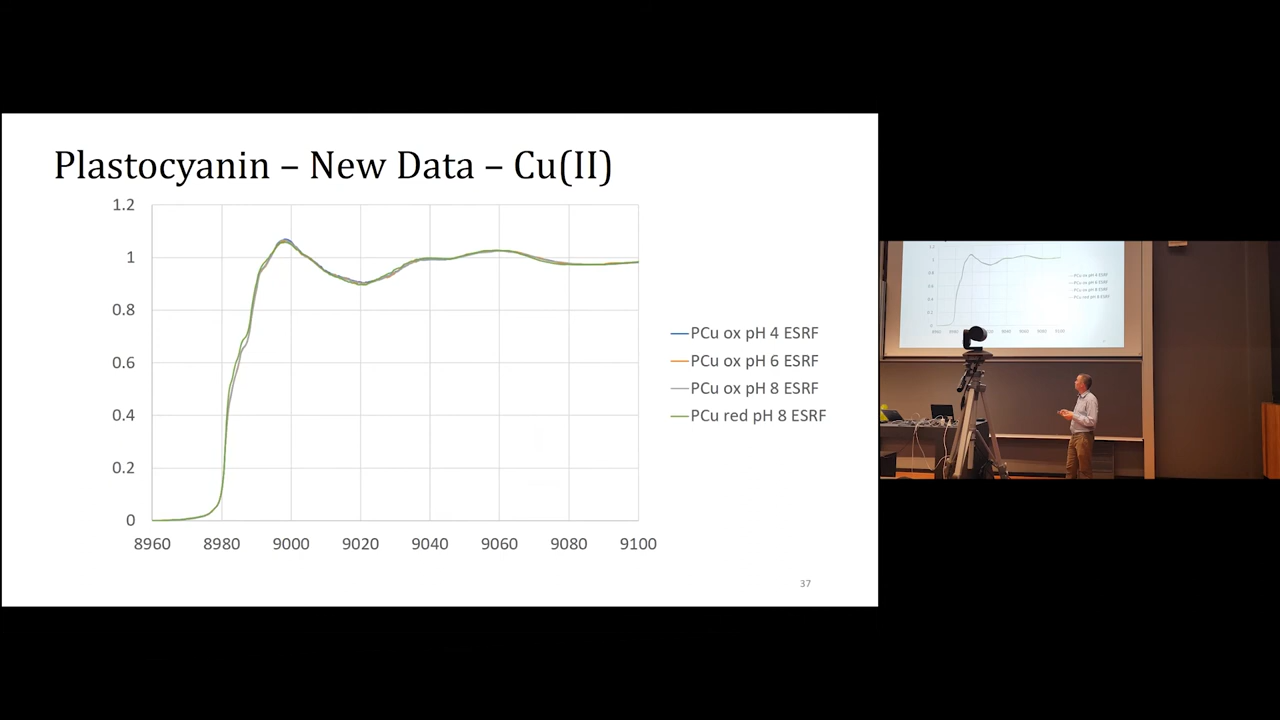 Plastocyanin – New Data – Cu(II)
1.2
1
0.8
0.6
0.4
0.2
0
8960 8980 9000 9020 9040 9060 9080 9100
PCu ox pH 4 ESRF
PCu ox pH 6 ESRF
PCu ox pH 8 ESRF
PCu red pH 8 ESRF
37